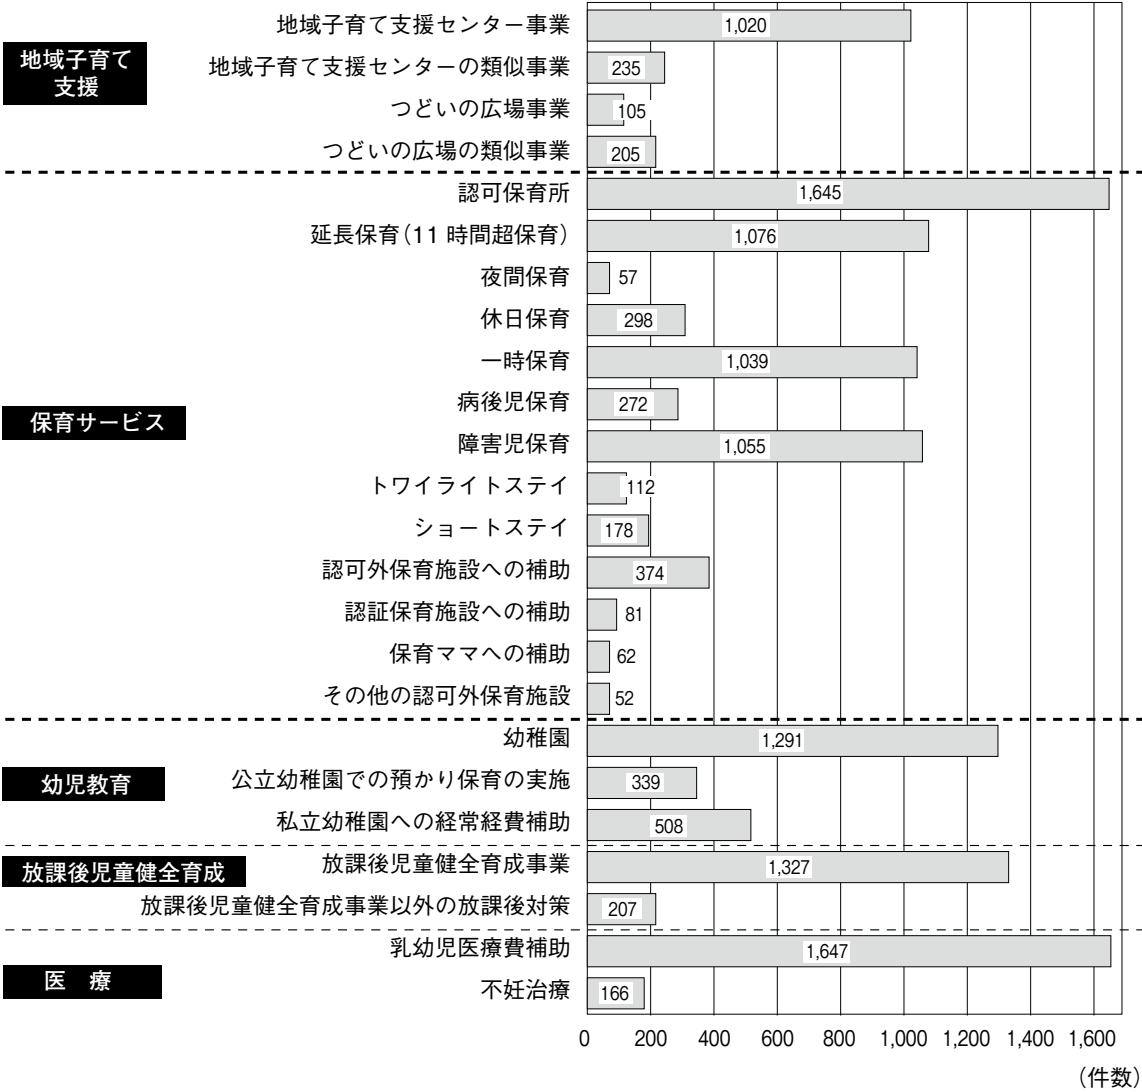 地域子育て
支援
地域子育て支援センター事業 1,020
地域子育て支援センターの類似事業 235
つどいの広場事業 105
つどいの広場の類似事業 205
保育サービス
認可保育所 1,645
延長保育(11 時間超保育) 1,076
夜間保育 57
休日保育 298
一時保育 1,039
病後児保育 272
障害児保育 1,055
トワイライトステイ 112
ショートステイ 178
認可外保育施設への補助 374
認証保育施設への補助 81
保育ママへの補助 62
その他の認可外保育施設 52
幼児教育
幼稚園 1,291
公立幼稚園での預かり保育の実施 339
私立幼稚園への経常経費補助 508
放課後児童健全育成
放課後児童健全育成事業 1,327
放課後児童健全育成事業以外の放課後対策 207
医 療
乳幼児医療費補助 1,647
不妊治療 166
0 200 400 600 800 1,000 1,200 1,400 1,600
(件数)